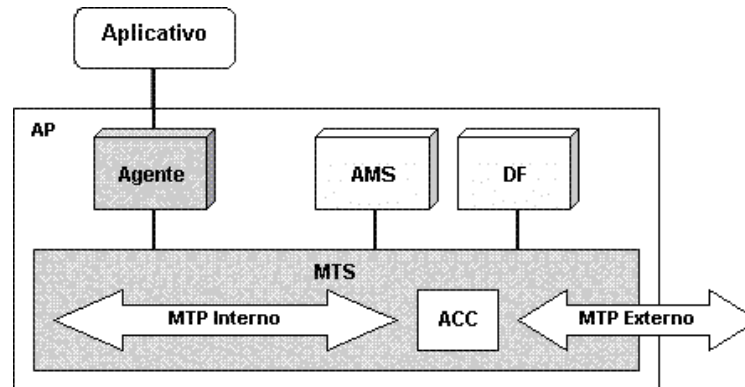 Aplicativo
AP
Agente
AMS
DF
MTS
MTP Interno
ACC
MTP Externo